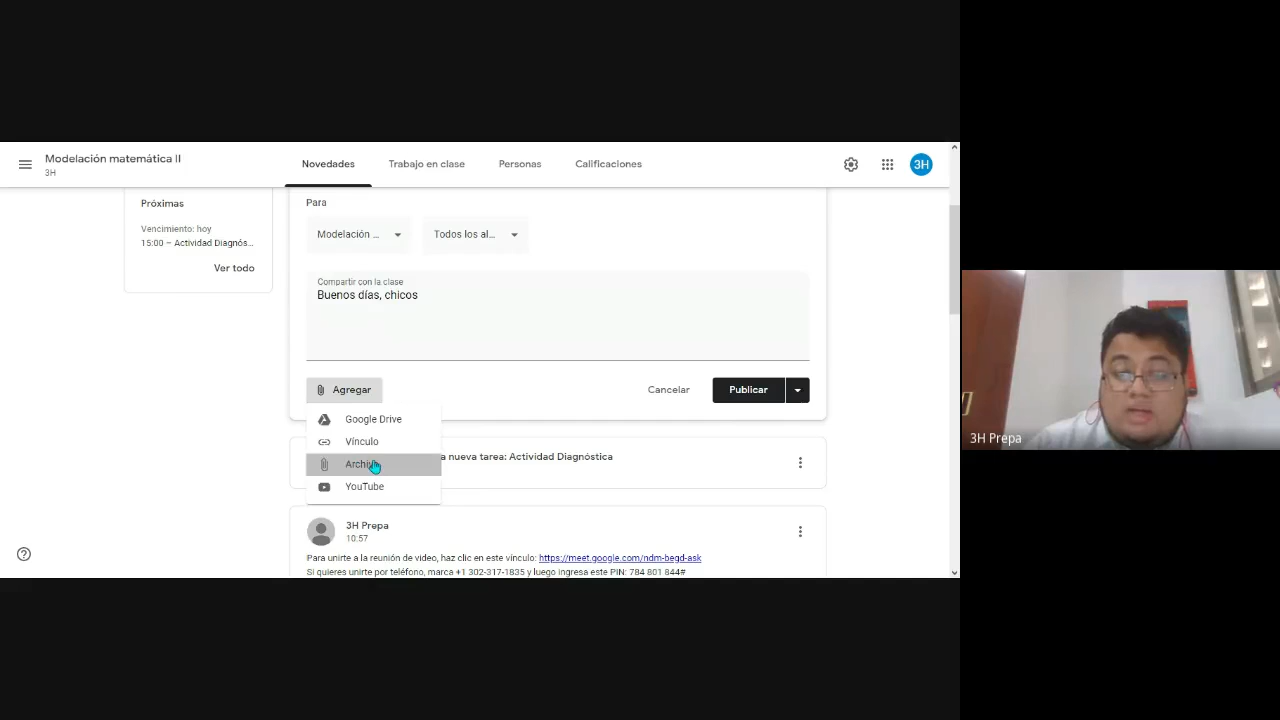 Modelación matemática II
3H
Novedades
Trabajo en clase
Personas
Calificaciones
3H
Próximas
Vencimiento: hoy
15:00 – Actividad Diagnós...
Ver todo
Para
Modelación ...
Todos los al...
Compartir con la clase
Buenos días, chicos
Agregar
Cancelar
Publicar
Google Drive
Vínculo
Archivo
YouTube
a nueva tarea: Actividad Diagnóstica
3H Prepa
10:57
Para unirte a la reunión de video, haz clic en este vínculo: https://meet.google.com/ndm-begd-ask
Si quieres unirte por teléfono, marca +1 302-317-1835 y luego ingresa este PIN: 784 801 844#
3H Prepa